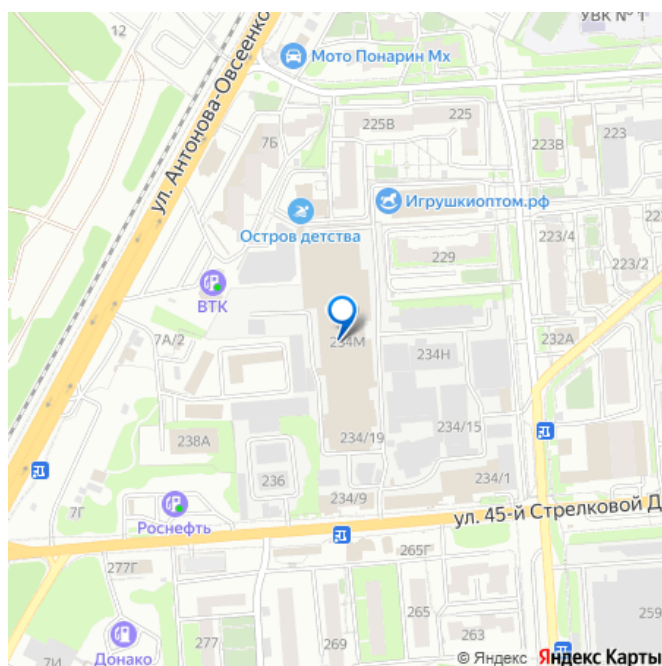 УВК № 1
12
Мото Понарин Мх
ул. Антонова-Овсеенко
225
225В
7Б
223
223В
Игрушкиоптом.рф
Остров детства
223/4
229
223/2
ВТК
7А/2
234М
234Н
232А
234/19
234/15
238А
236
234/1
234/9
7Г
ул. 45-й Стрелковой Д
Роснефть
265Г
277Г
259
265
263
277
269
Донако
7И
© Яндекс Яндекс Карты